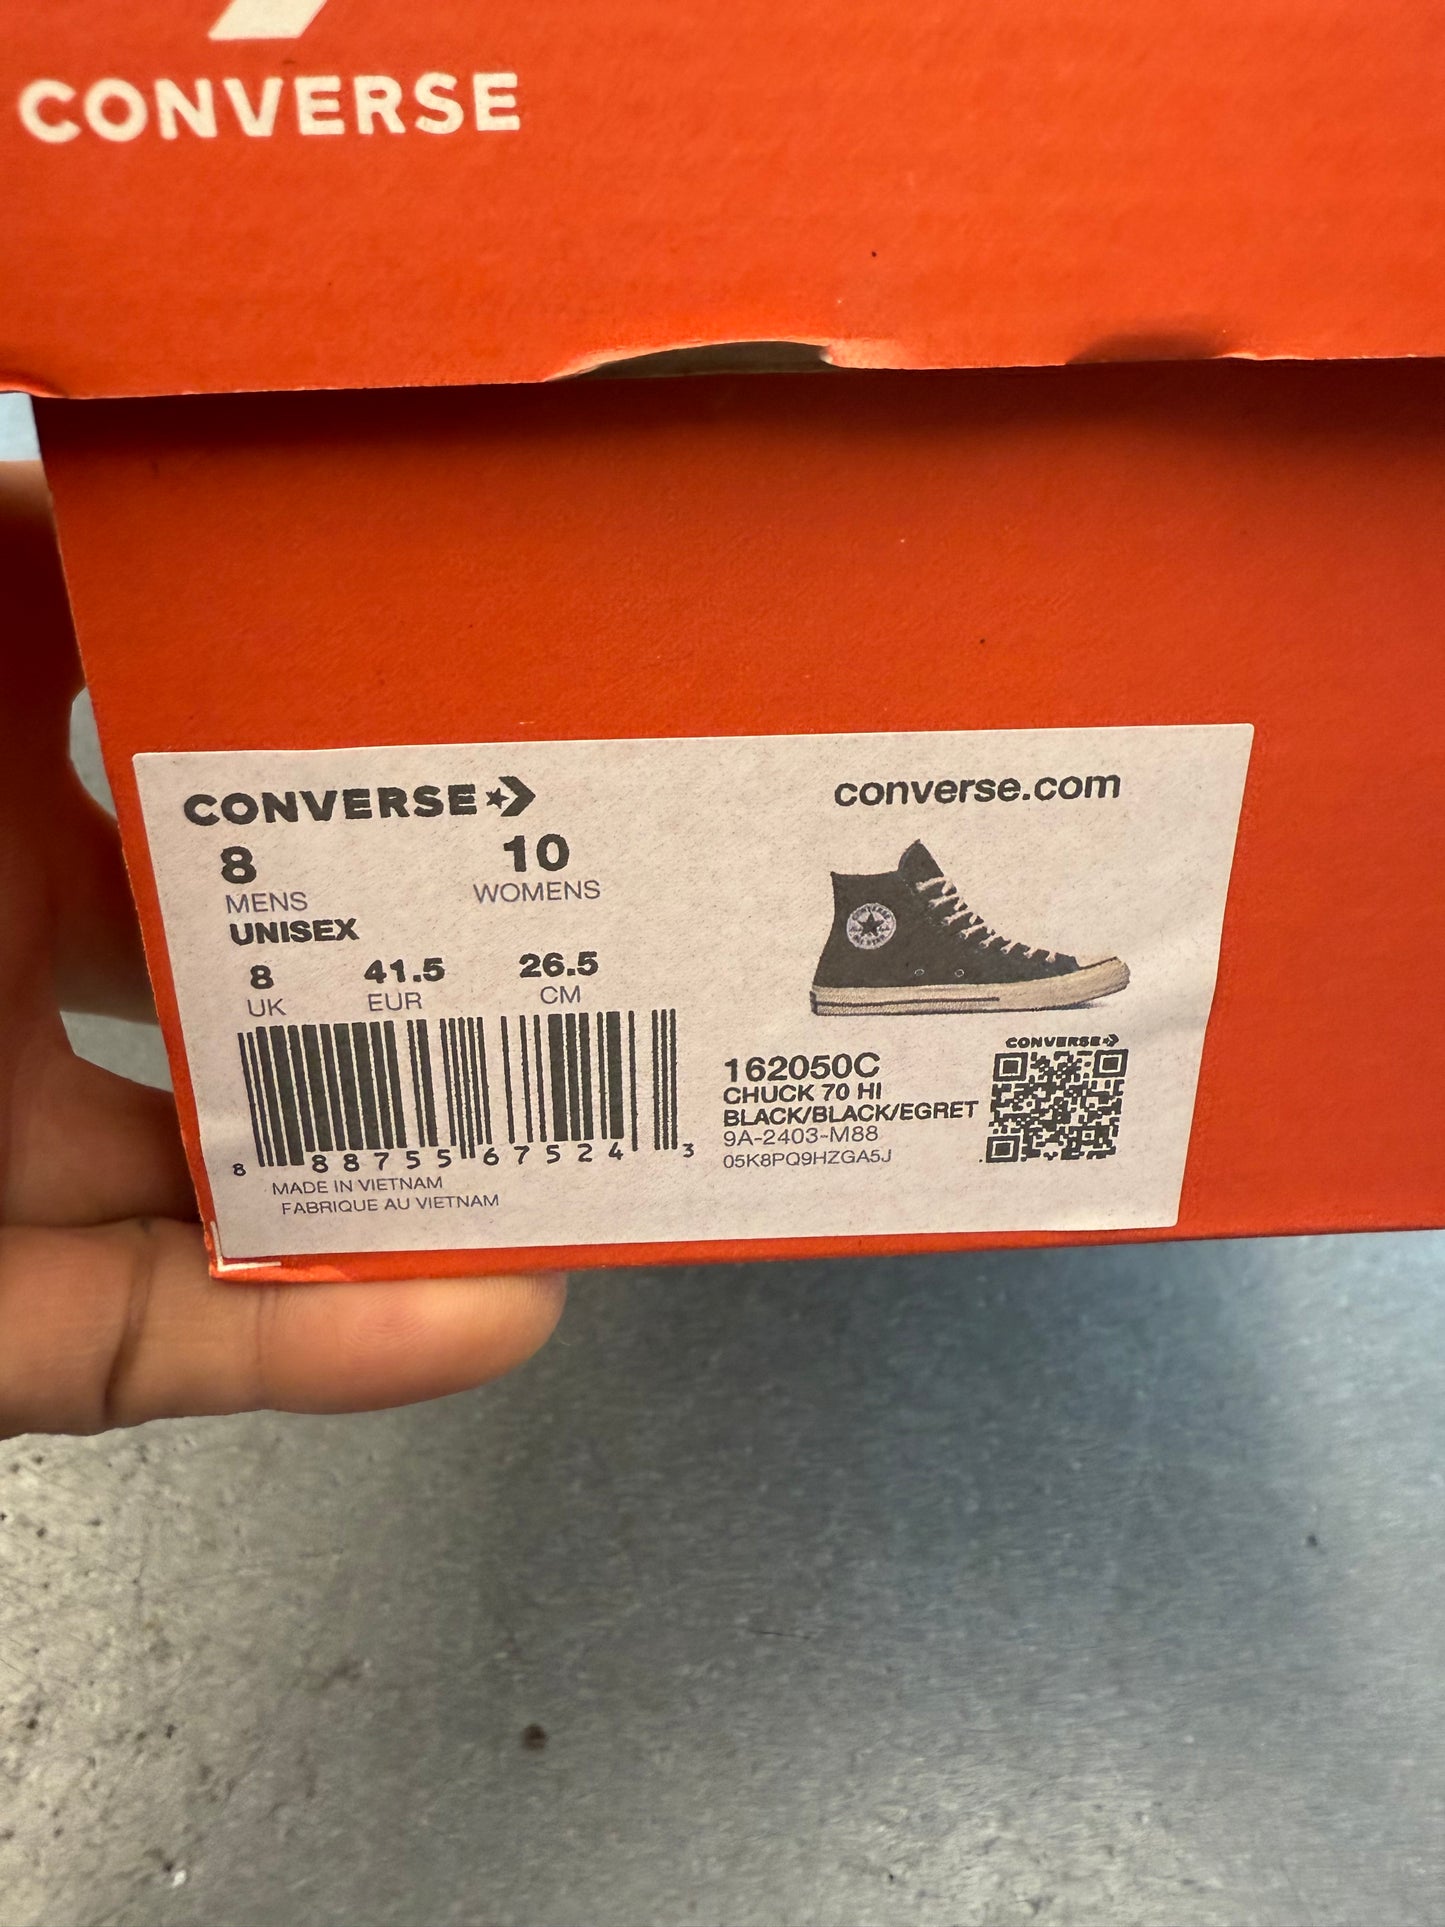 CONVERSE
CONVERSE
converse.com
8 10
MENS WOMENS
UNISEX
8 41.5 26.5
UK EUR CM
8 88755 67524 3
MADE IN VIETNAM
FABRIQUE AU VIETNAM
CONVERSE
162050C
CHUCK 70 HI
BLACK/BLACK/EGRET
9A-2403-M88
05K8PQ9HZGA5J